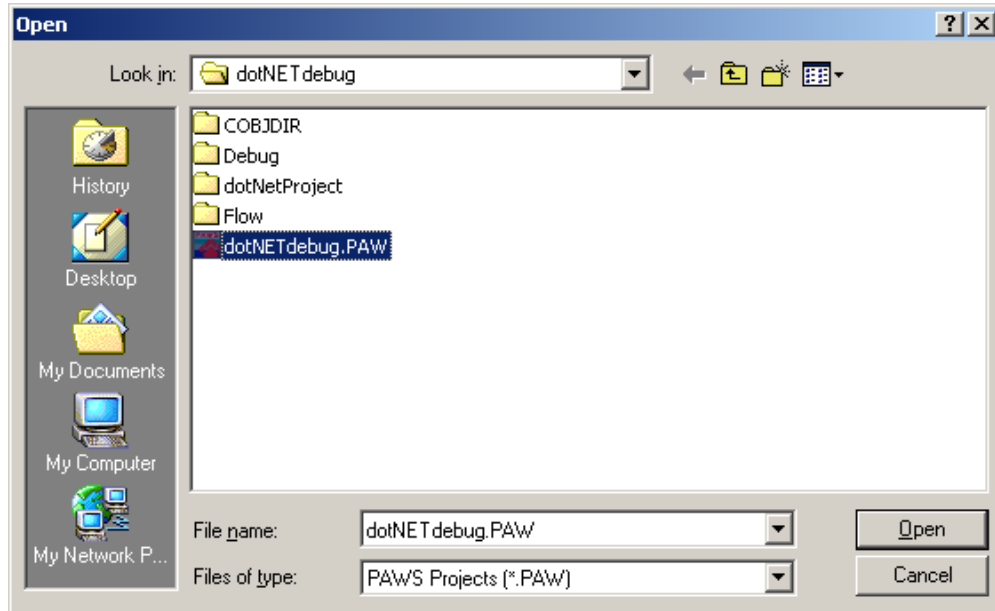 Open
Look in: dotNETdebug
COBJDIR
Debug
dotNetProject
Flow
dotNETdebug.PAW
History
Desktop
My Documents
My Computer
My Network P...
File name: dotNETdebug.PAW Open
Files of type: PAWS Projects (*.PAW) Cancel